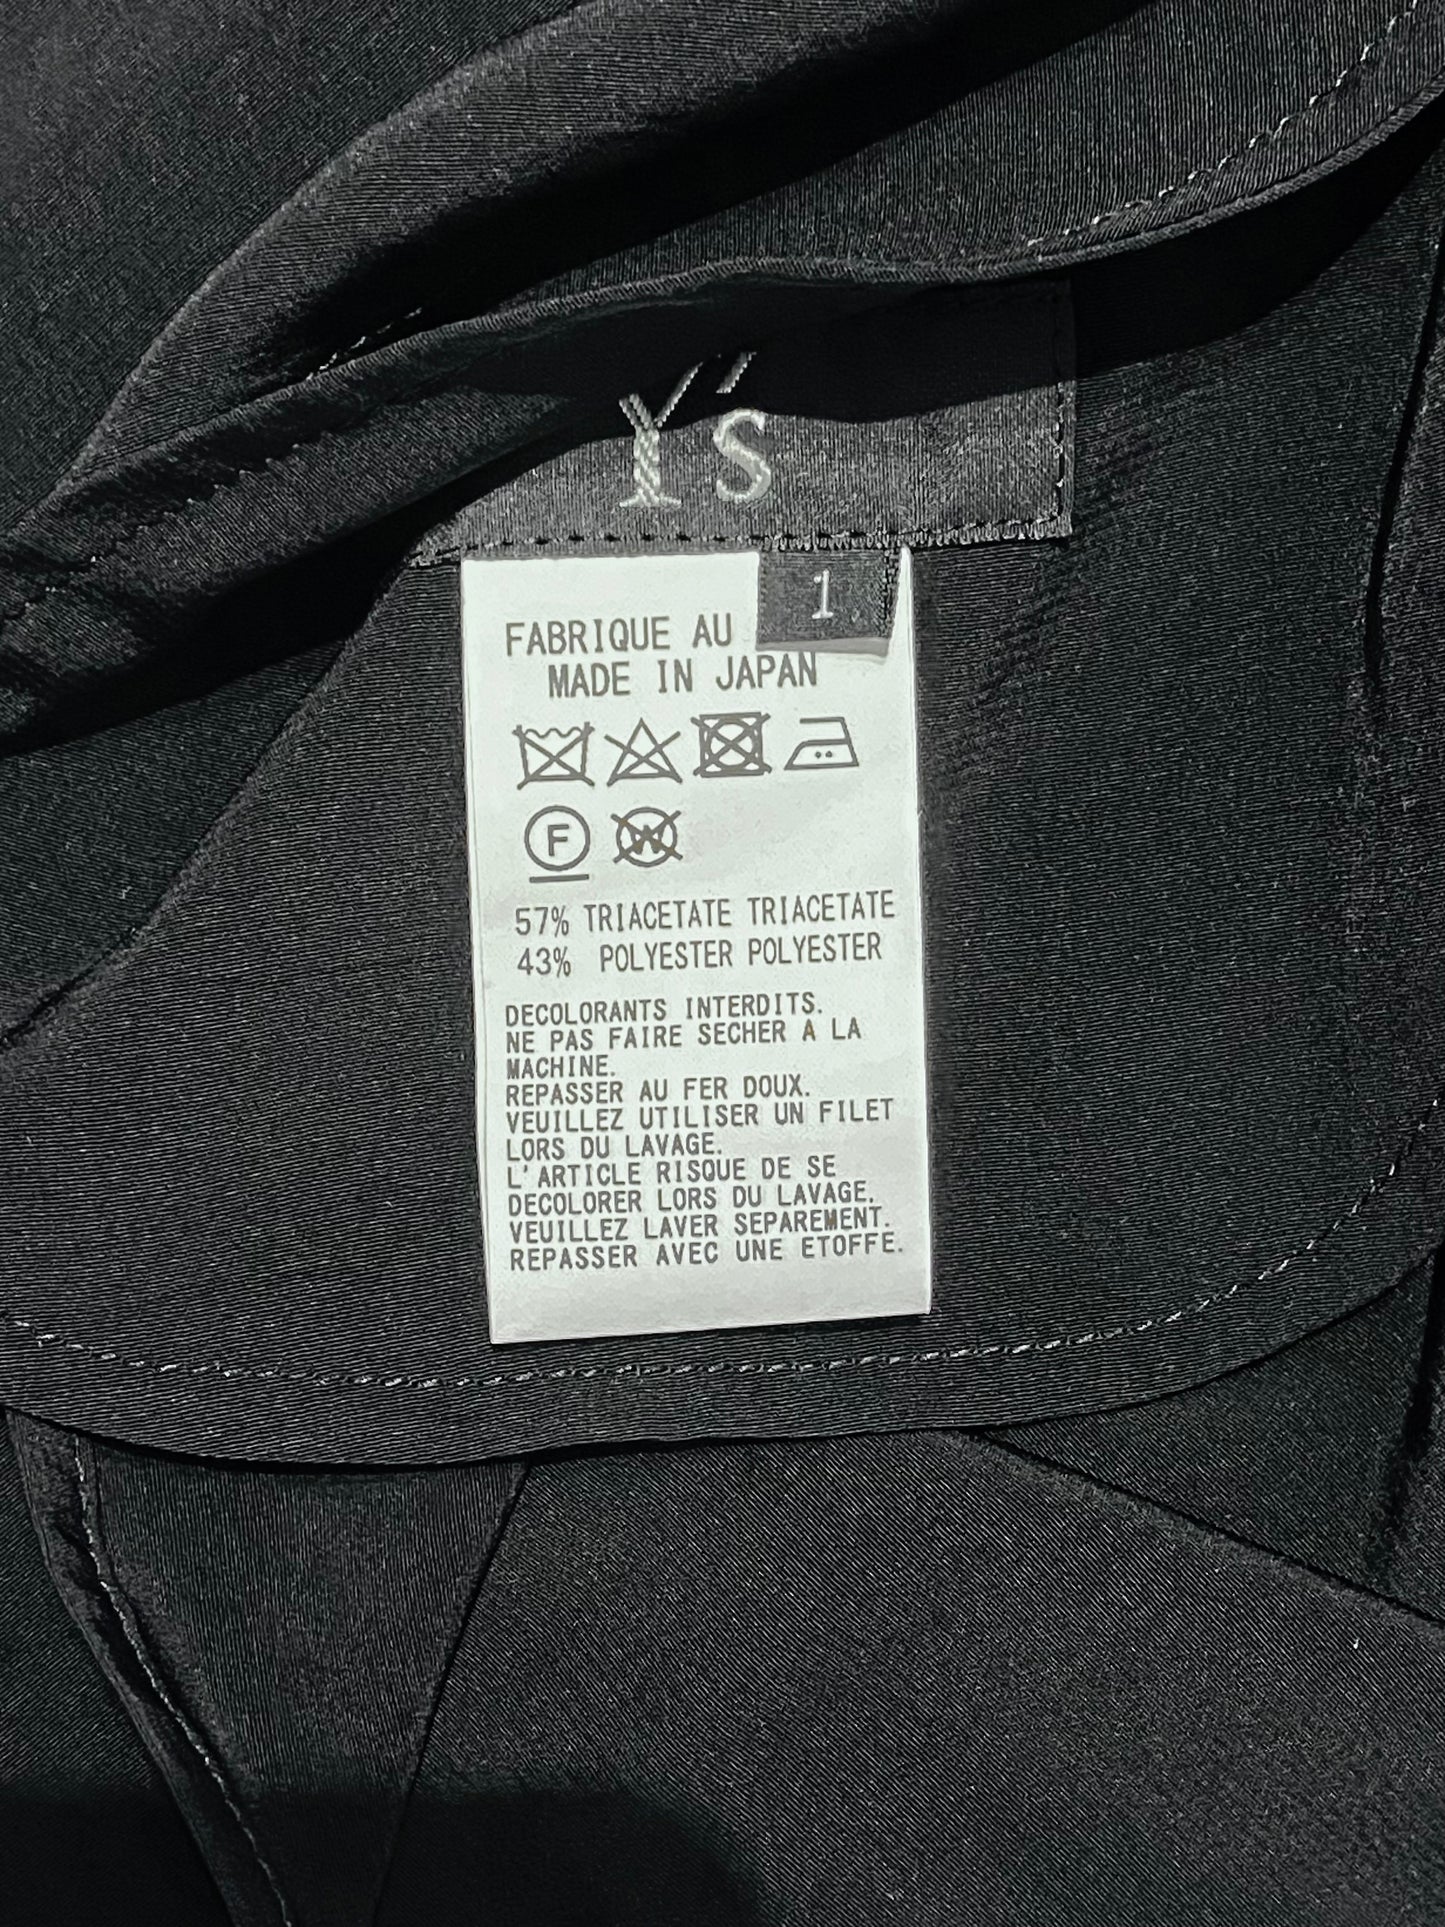 Y's
1
FABRIQUE AU
MADE IN JAPAN
F
W
57% TRIACETATE TRIACETATE
43% POLYESTER POLYESTER
DECOLORANTS INTERDITS.
NE PAS FAIRE SECHER A LA
MACHINE.
REPASSER AU FER DOUX.
VEUILLEZ UTILISER UN FILET
LORS DU LAVAGE.
L'ARTICLE RISQUE DE SE
DECOLORER LORS DU LAVAGE.
VEUILLEZ LAVER SEPAREMENT.
REPASSER AVEC UNE ETOFFE.